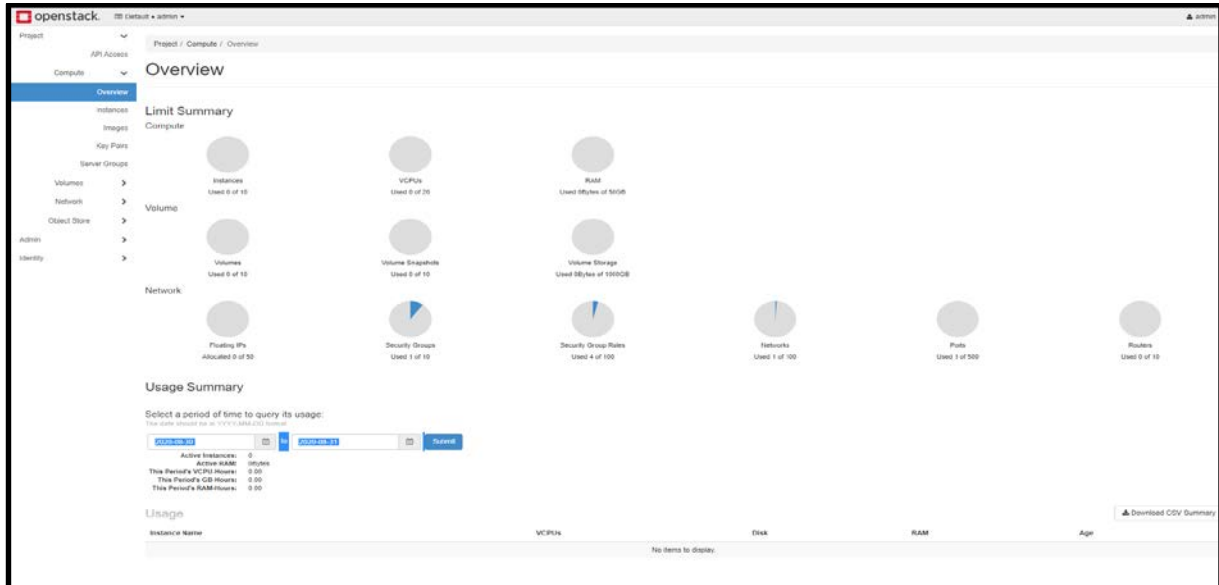 openstack. Default • admin
admin
Project
API Access
Compute
Overview
Instances
Images
Key Pairs
Server Groups
Volumes
Network
Object Store
Admin
Identity
Project / Compute / Overview
Overview
Limit Summary
Compute
Instances
Used 0 of 10
VCPUs
Used 0 of 20
RAM
Used 0Bytes of 50GB
Volume
Volumes
Used 0 of 10
Volume Snapshots
Used 0 of 10
Volume Storage
Used 0Bytes of 1000GB
Network
Floating IPs
Allocated 0 of 50
Security Groups
Used 1 of 10
Security Group Rules
Used 4 of 100
Networks
Used 1 of 100
Ports
Used 1 of 500
Routers
Used 0 of 10
Usage Summary
Select a period of time to query its usage:
The date should be in YYYY-MM-DD format
2020-08-30 to 2020-08-31 Submit
Active Instances: 0
Active RAM: 0Bytes
This Period's VCPU-Hours: 0.00
This Period's GB-Hours: 0.00
This Period's RAM-Hours: 0.00
Usage
Download CSV Summary
Instance Name VCPUs Disk RAM Age
No items to display.